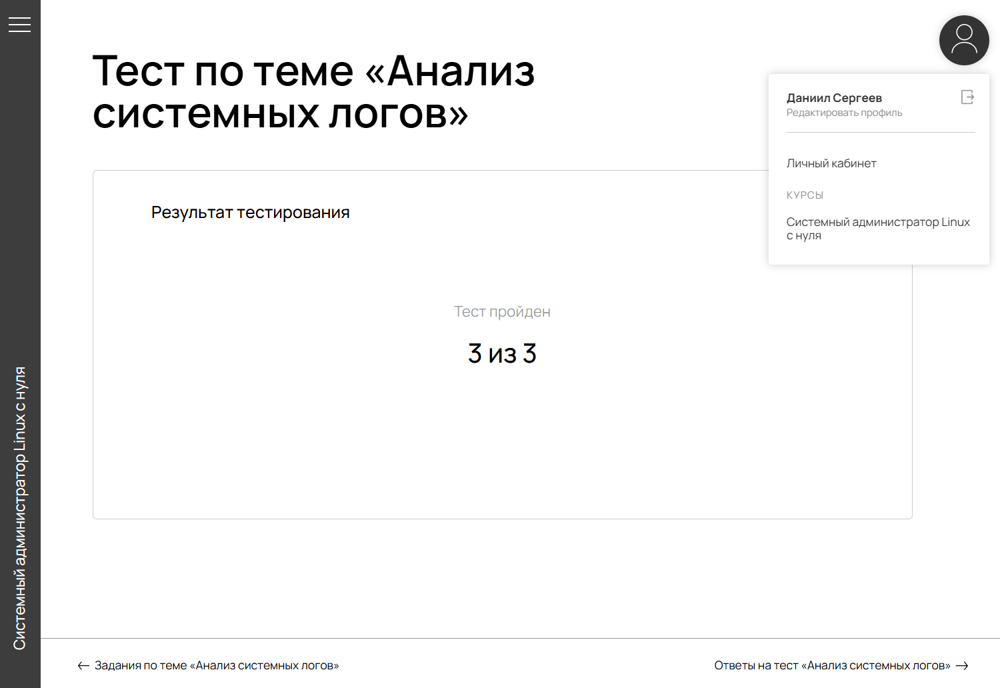 Тест по теме «Анализ
системных логов»
Даниил Сергеев
Редактировать профиль
Личный кабинет
КУРСЫ
Системный администратор Linux
с нуля
Результат тестирования
Тест пройден
3 из 3
Системный администратор Linux с нуля
← Задания по теме «Анализ системных логов»
Ответы на тест «Анализ системных логов» →